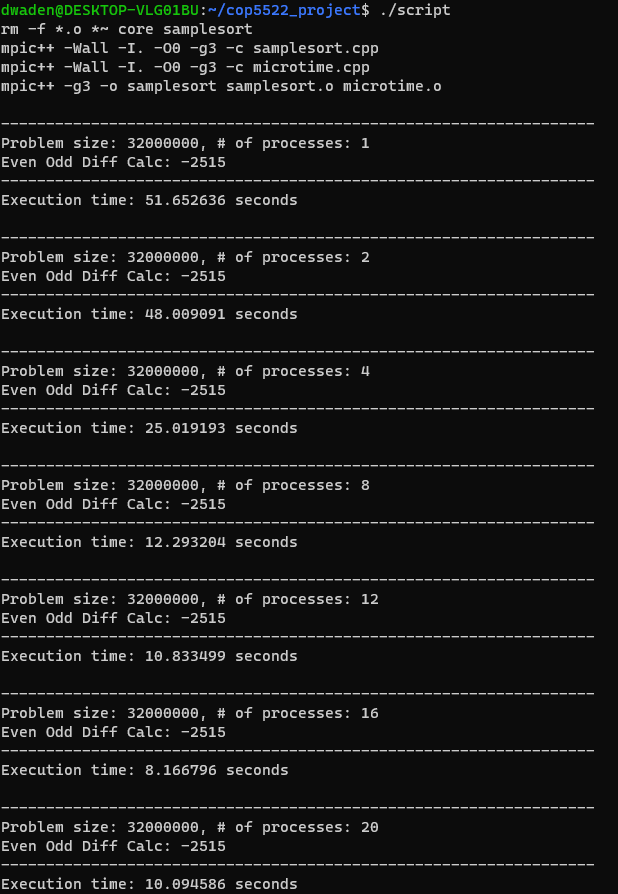 dwaden@DESKTOP-VLG01BU:~/cop5522_project$ ./script
rm -f *.o *~ core samplesort
mpic++ -Wall -I. -O0 -g3 -c samplesort.cpp
mpic++ -Wall -I. -O0 -g3 -c microtime.cpp
mpic++ -g3 -o samplesort samplesort.o microtime.o

------------------------------------------------------------------
Problem size: 32000000, # of processes: 1
Even Odd Diff Calc: -2515
------------------------------------------------------------------
Execution time: 51.652636 seconds

------------------------------------------------------------------
Problem size: 32000000, # of processes: 2
Even Odd Diff Calc: -2515
------------------------------------------------------------------
Execution time: 48.009091 seconds

------------------------------------------------------------------
Problem size: 32000000, # of processes: 4
Even Odd Diff Calc: -2515
------------------------------------------------------------------
Execution time: 25.019193 seconds

------------------------------------------------------------------
Problem size: 32000000, # of processes: 8
Even Odd Diff Calc: -2515
------------------------------------------------------------------
Execution time: 12.293204 seconds

------------------------------------------------------------------
Problem size: 32000000, # of processes: 12
Even Odd Diff Calc: -2515
------------------------------------------------------------------
Execution time: 10.833499 seconds

------------------------------------------------------------------
Problem size: 32000000, # of processes: 16
Even Odd Diff Calc: -2515
------------------------------------------------------------------
Execution time: 8.166796 seconds

------------------------------------------------------------------
Problem size: 32000000, # of processes: 20
Even Odd Diff Calc: -2515
------------------------------------------------------------------
Execution time: 10.094586 seconds